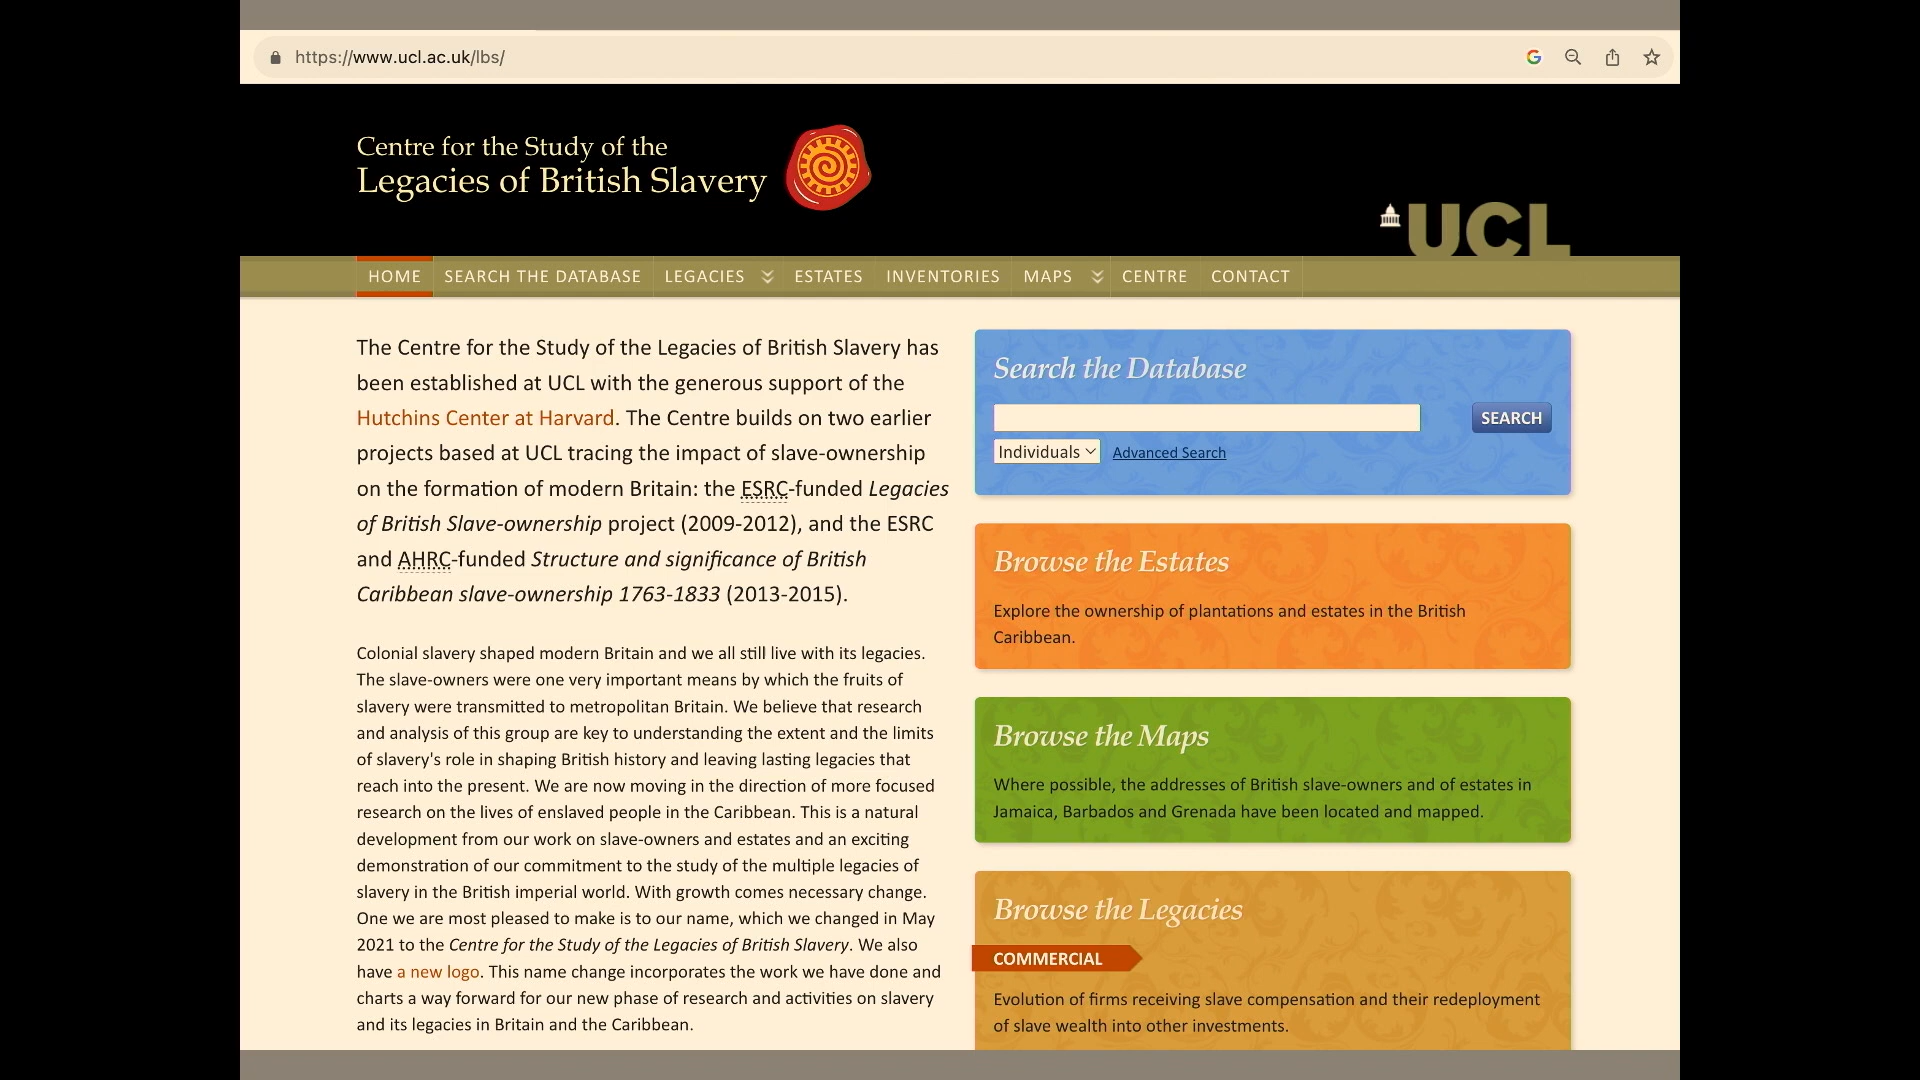 https://www.ucl.ac.uk/lbs/
Centre for the Study of the
Legacies of British Slavery
UCL
HOME SEARCH THE DATABASE LEGACIES ESTATES INVENTORIES MAPS CENTRE CONTACT
The Centre for the Study of the Legacies of British Slavery has
been established at UCL with the generous support of the
Hutchins Center at Harvard. The Centre builds on two earlier
projects based at UCL tracing the impact of slave-ownership
on the formation of modern Britain: the ESRC-funded Legacies
of British Slave-ownership project (2009-2012), and the ESRC
and AHRC-funded Structure and significance of British
Caribbean slave-ownership 1763-1833 (2013-2015).
Colonial slavery shaped modern Britain and we all still live with its legacies.
The slave-owners were one very important means by which the fruits of
slavery were transmitted to metropolitan Britain. We believe that research
and analysis of this group are key to understanding the extent and the limits
of slavery's role in shaping British history and leaving lasting legacies that
reach into the present. We are now moving in the direction of more focused
research on the lives of enslaved people in the Caribbean. This is a natural
development from our work on slave-owners and estates and an exciting
demonstration of our commitment to the study of the multiple legacies of
slavery in the British imperial world. With growth comes necessary change.
One we are most pleased to make is to our name, which we changed in May
2021 to the Centre for the Study of the Legacies of British Slavery. We also
have a new logo. This name change incorporates the work we have done and
charts a way forward for our new phase of research and activities on slavery
and its legacies in Britain and the Caribbean.
Search the Database
SEARCH
Individuals Advanced Search
Browse the Estates
Explore the ownership of plantations and estates in the British
Caribbean.
Browse the Maps
Where possible, the addresses of British slave-owners and of estates in
Jamaica, Barbados and Grenada have been located and mapped.
Browse the Legacies
COMMERCIAL
Evolution of firms receiving slave compensation and their redeployment
of slave wealth into other investments.